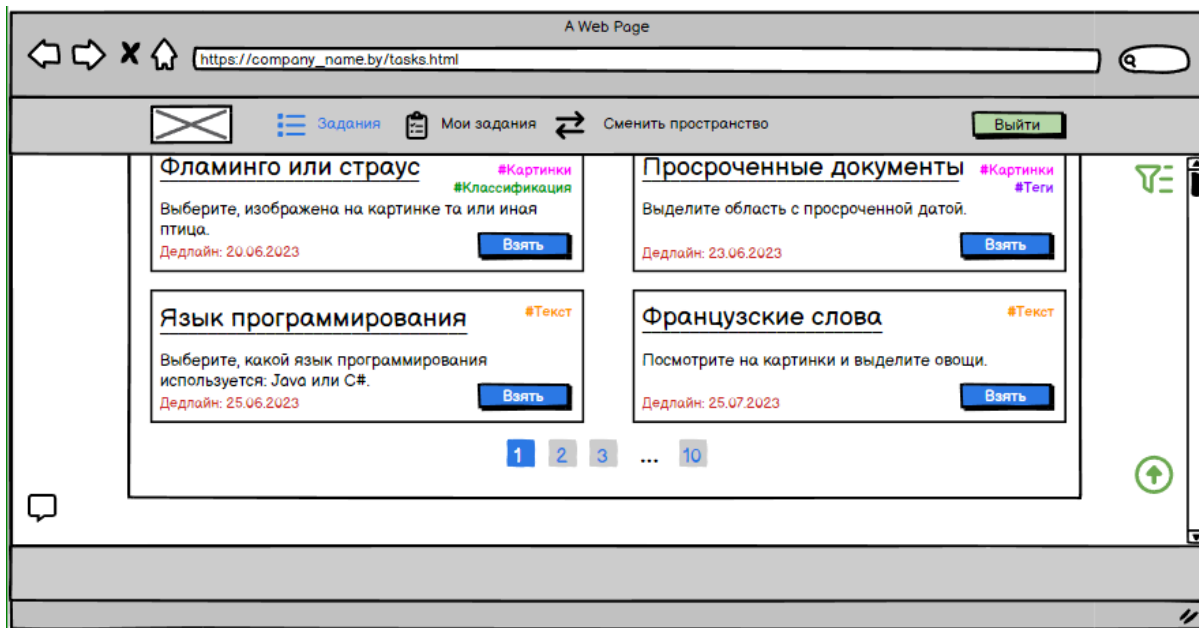 A Web Page
https://company_name.by/tasks.html
Задания
Мои задания
Сменить пространство
Выйти
Фламинго или страус
#Картинки
#Классификация
Выберите, изображена на картинке та или иная
птица.
Дедлайн: 20.06.2023
Взять
Просроченные документы
#Картинки
#Теги
Выделите область с просроченной датой.
Дедлайн: 23.06.2023
Взять
Язык программирования
#Текст
Выберите, какой язык программирования
используется: Java или C#.
Дедлайн: 25.06.2023
Взять
Французские слова
#Текст
Посмотрите на картинки и выделите овощи.
Дедлайн: 25.07.2023
Взять
1 2 3 ... 10